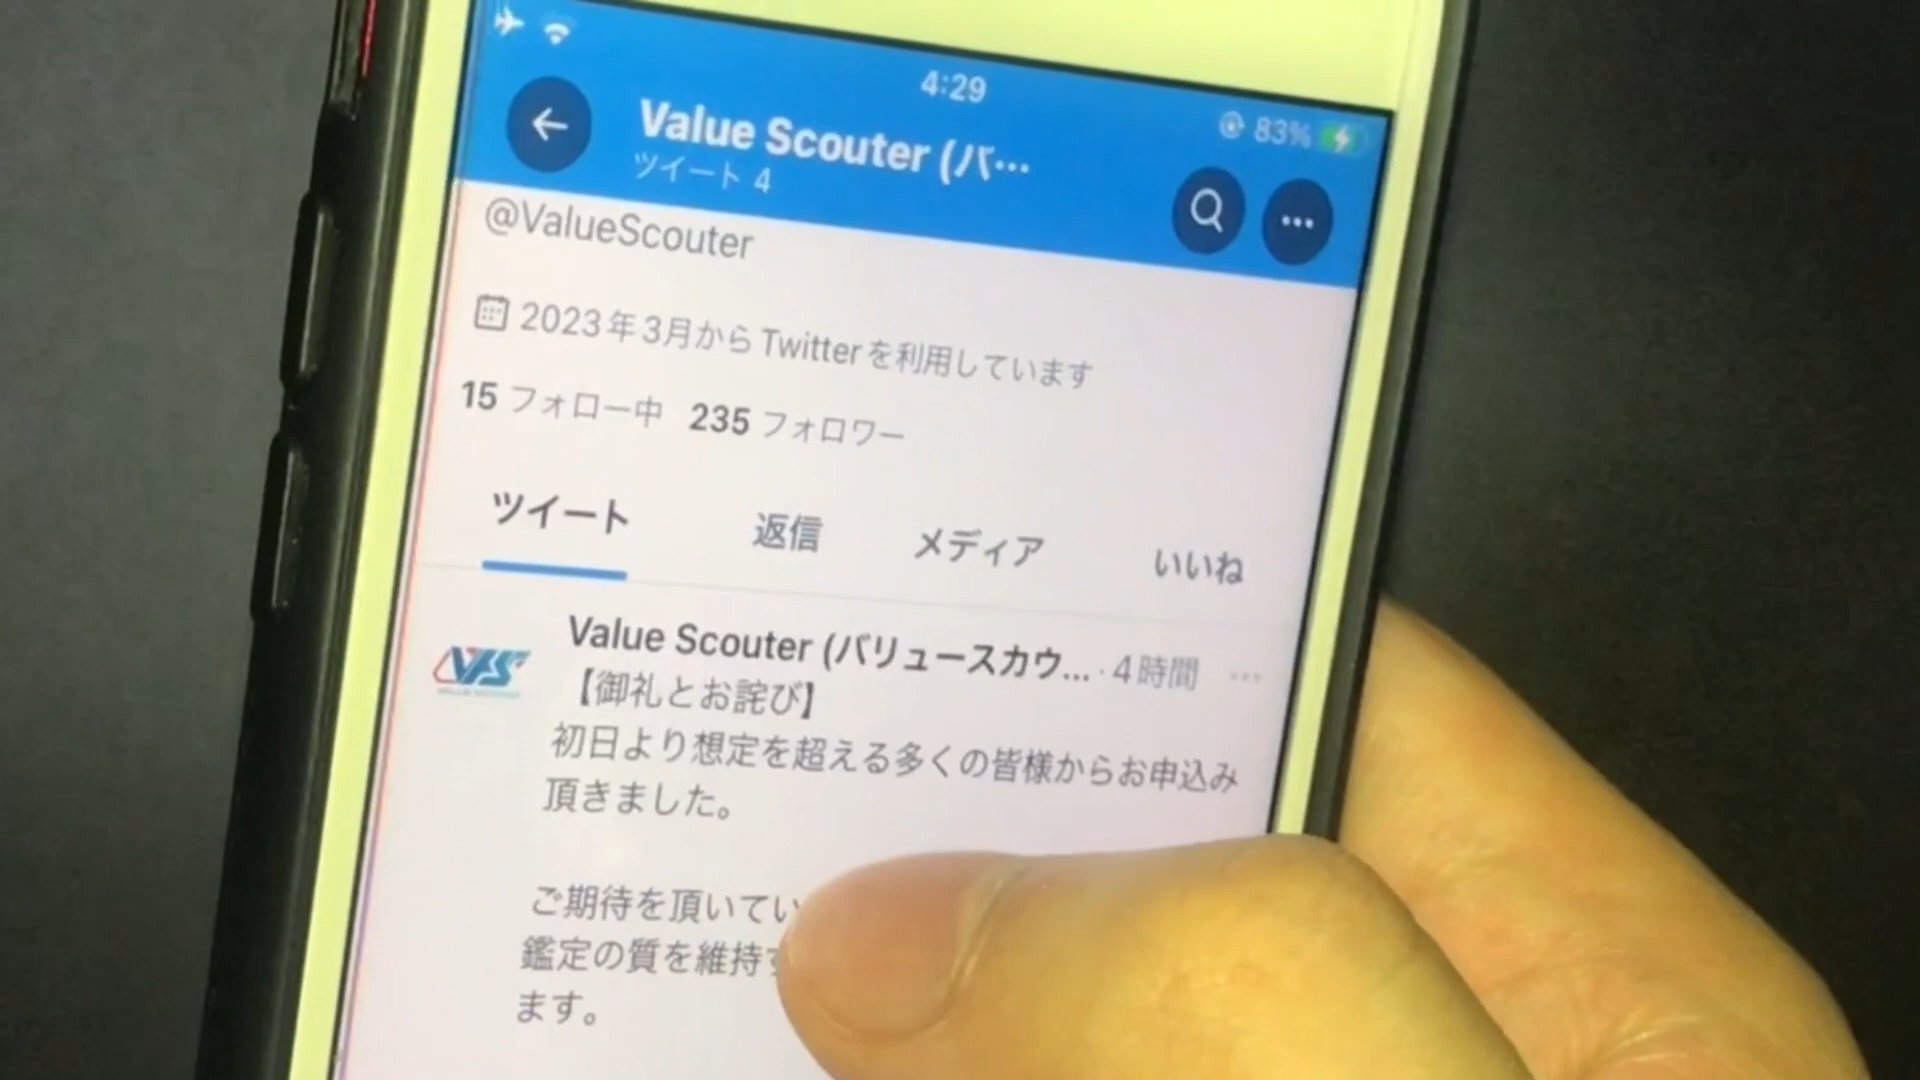 4:29
83%
Value Scouter (バ…
ツイート 4
@ValueScouter
2023年3月からTwitterを利用しています
15 フォロー中 235 フォロワー
ツイート 返信 メディア いいね
Value Scouter (バリュースカウ… · 4時間
【御礼とお詫び】
初日より想定を超える多くの皆様からお申込み
頂きました。
ご期待を頂いてい
鑑定の質を維持す
ます。